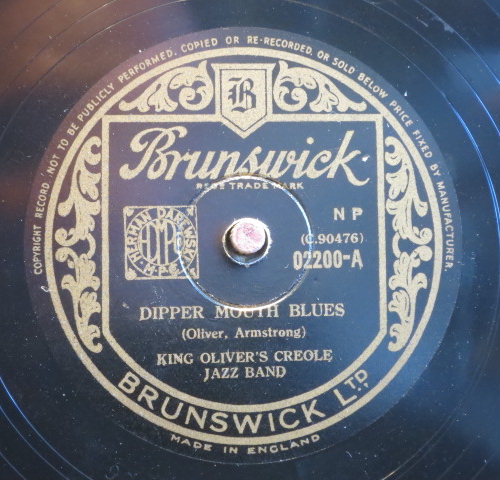 COPYRIGHT RECORD NOT TO BE PUBLICLY PERFORMED, COPIED OR RE-RECORDED, OR SOLD BELOW PRICE FIXED BY MANUFACTURER.
B
Brunswick
REGD TRADE MARK
HERMAN DAREWSKI
N P
(C.90476)
02200-A
DIPPER MOUTH BLUES
(Oliver, Armstrong)
KING OLIVER'S CREOLE
JAZZ BAND
BRUNSWICK LTD.
MADE IN ENGLAND